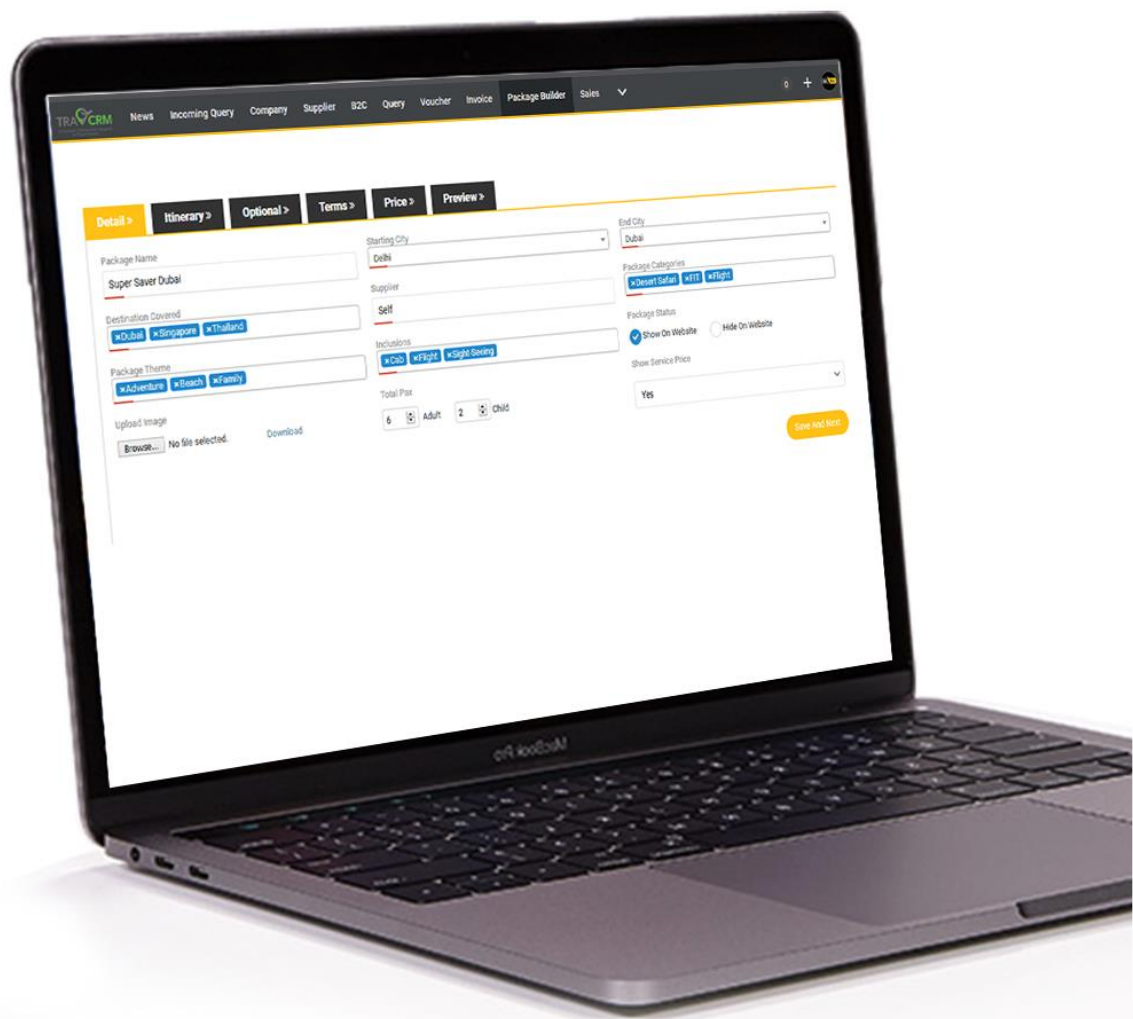 TRAVCRM News Incoming Query Company Supplier B2C Query Voucher Invoice Package Builder Sales 0 +
Detail » Itinerary » Optional » Terms » Price » Preview »
Package Name
Super Saver Dubai
Starting City
Delhi
End City
Dubai
Destination Covered
×Dubai ×Singapore ×Thailand
Supplier
Self
Package Categories
×Desert Safari ×FIT ×Flight
Package Theme
×Adventure ×Beach ×Family
Inclusions
×Cab ×Flight ×Sight-Seeing
Package Status
Show On Website Hide On Website
Upload Image
Browse... No file selected. Download
Total Pax
6 Adult 2 Child
Show Service Price
Yes
Save And Next
MacBook Pro